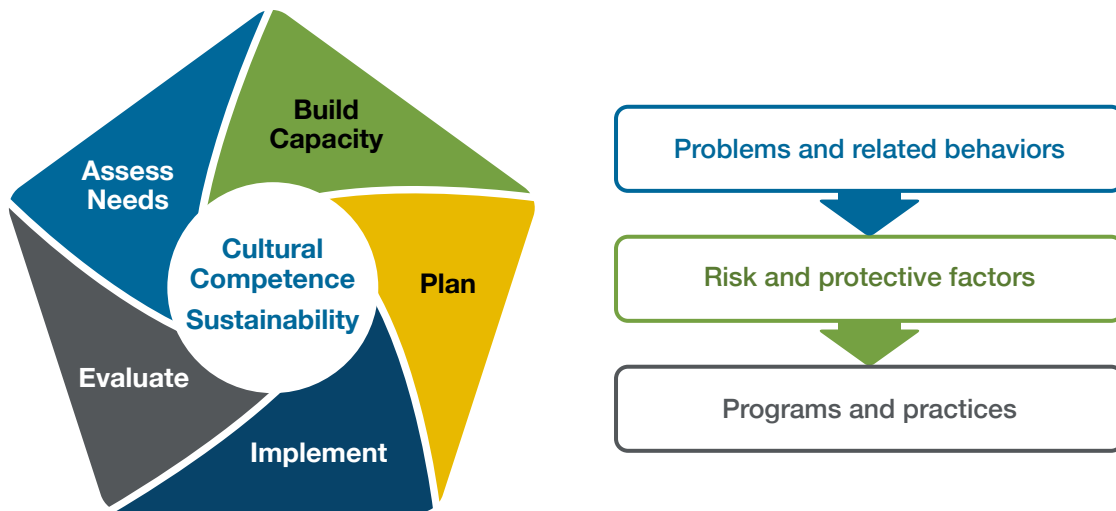 Build
Capacity
Assess
Needs
Cultural
Competence
Sustainability
Plan
Evaluate
Implement
Problems and related behaviors
Risk and protective factors
Programs and practices